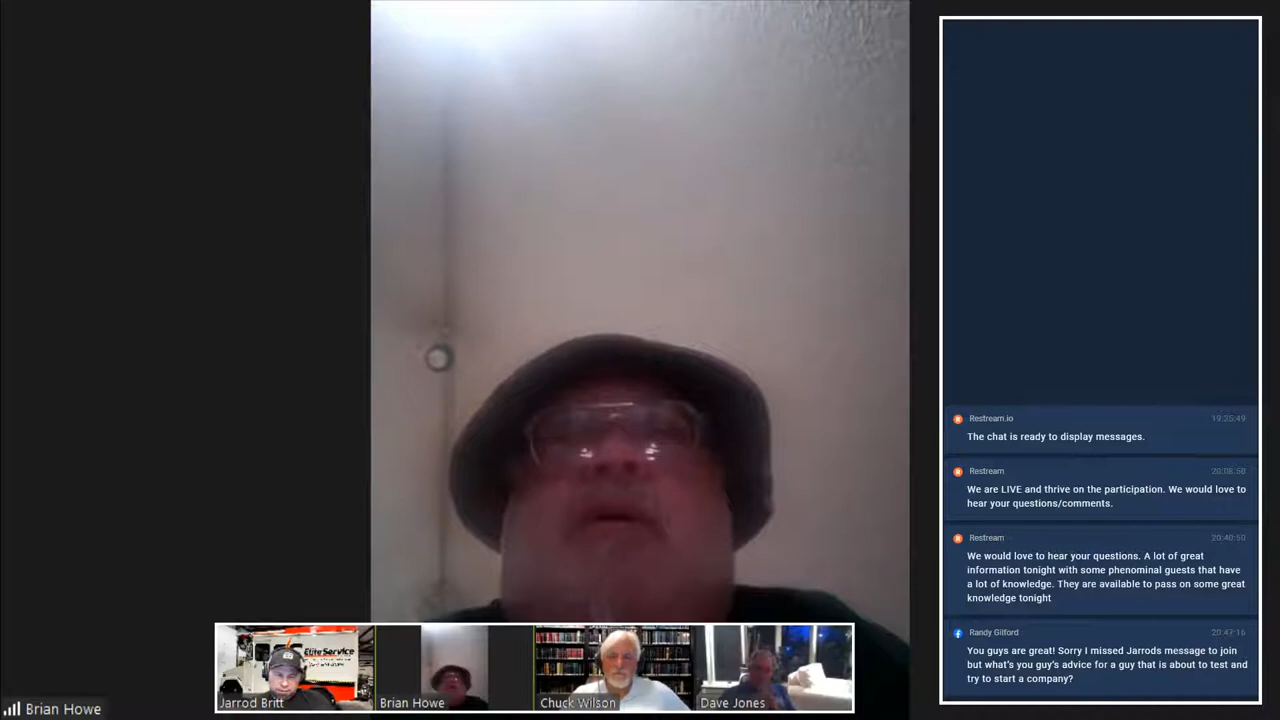 Restream.io
19:35:49
The chat is ready to display messages.
Restream
20:08:50
We are LIVE and thrive on the participation. We would love to
hear your questions/comments.
Restream
20:40:50
We would love to hear your questions. A lot of great
information tonight with some phenominal guests that have
a lot of knowledge. They are available to pass on some great
knowledge tonight
Randy Gilford
20:47:16
You guys are great! Sorry I missed Jarrods message to join
but what's you guy's advice for a guy that is about to test and
try to start a company?
EliteService
Jarrod Britt
Brian Howe
Chuck Wilson
Dave Jones
Brian Howe